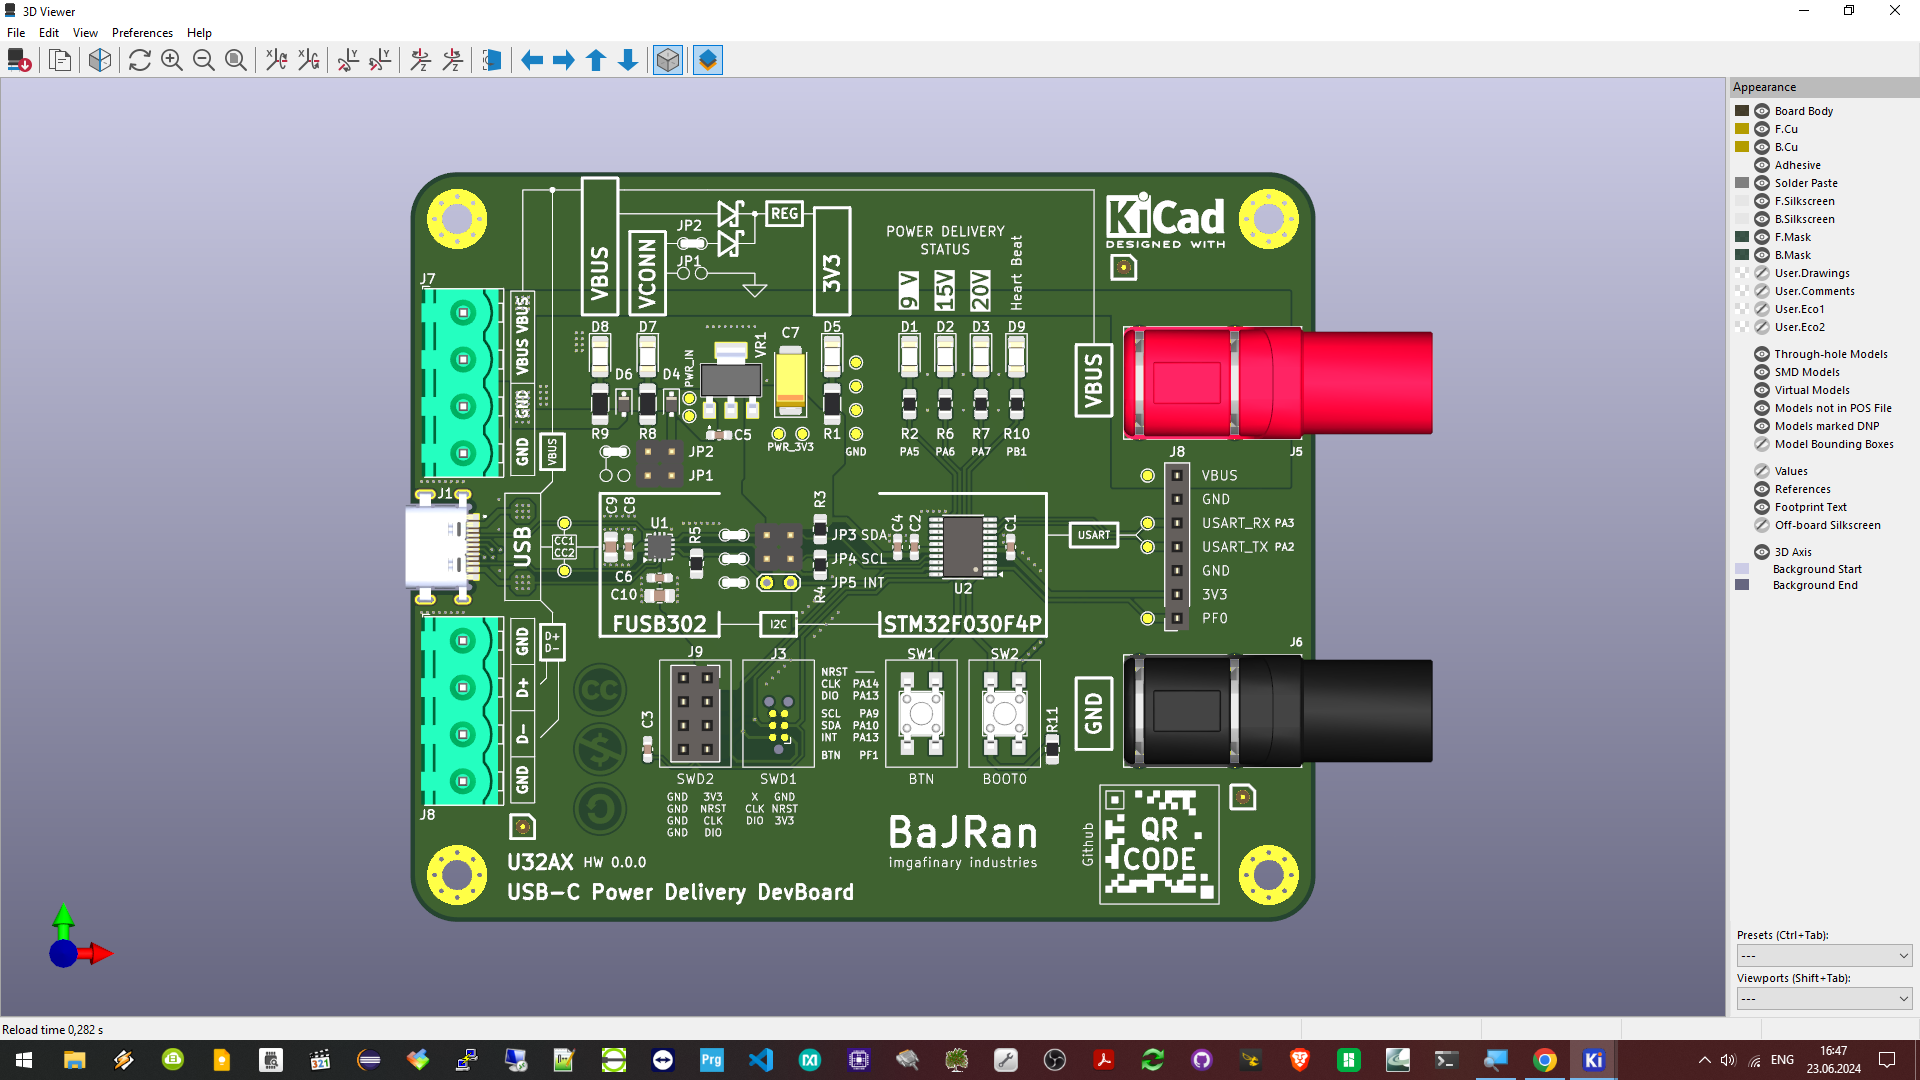 3D Viewer
File Edit View Preferences Help
Appearance
Board Body
F.Cu
B.Cu
Adhesive
Solder Paste
F.Silkscreen
B.Silkscreen
F.Mask
B.Mask
User.Drawings
User.Comments
User.Eco1
User.Eco2
Through-hole Models
SMD Models
Virtual Models
Models not in POS File
Models marked DNP
Model Bounding Boxes
Values
References
Footprint Text
Off-board Silkscreen
3D Axis
Background Start
Background End
Presets (Ctrl+Tab):
---
Viewports (Shift+Tab):
---
VBUS
VCONN
JP2
JP1
REG
3V3
POWER DELIVERY
STATUS
9 V
15V
20V
Heart Beat
KiCad
DESIGNED WITH
J7
VBUS VBUS
GND
GND
VBUS
D8 D7 D5 D1 D2 D3 D9
D6 D4
PWR_IN
VR1
C7
C5
PWR_3V3
R9 R8 R1 R2 R6 R7 R10
GND PA5 PA6 PA7 PB1
JP2
JP1
VBUS
J5
J8
VBUS
GND
USART_RX PA3
USART_TX PA2
GND
3V3
PF0
USART
J1
USB
CC1
CC2
C9 C8
U1
R5
C6
C10
FUSB302
I2C
R3
JP3 SDA
JP4 SCL
JP5 INT
R4
C4 C2
C1
U2
STM32F030F4P
J6
GND
GND
D+
D-
GND
D+
D-
J8
J9
J3
C3
SWD2
SWD1
GND 3V3
GND NRST
GND CLK
GND DIO
X GND
CLK NRST
DIO 3V3
NRST
CLK PA14
DIO PA13
SCL PA9
SDA PA10
INT PA13
BTN PF1
SW1
SW2
R11
BTN
BOOT0
BaJRan
imgafinary industries
Github
QR
CODE
U32AX HW 0.0.0
USB-C Power Delivery DevBoard
Reload time 0,282 s
321
Prg
Ki
ENG
16:47
23.06.2024